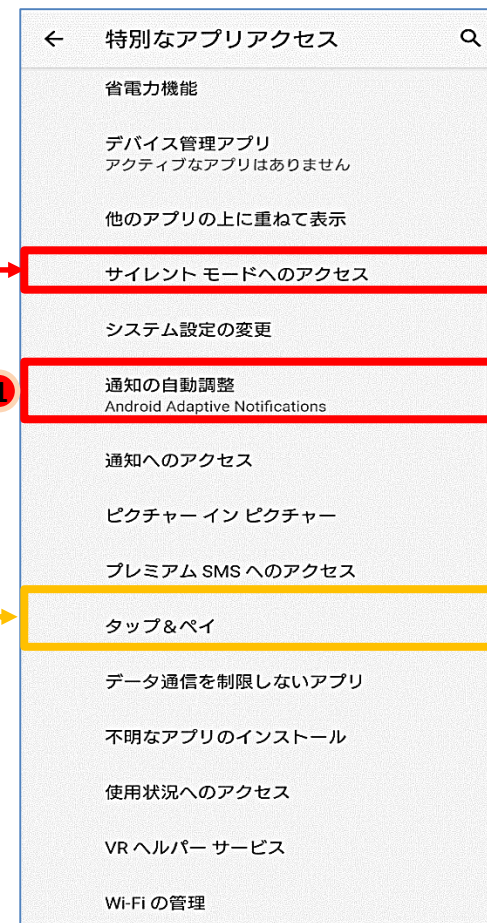 特別なアプリアクセス
省電力機能
デバイス管理アプリ
アクティブなアプリはありません
他のアプリの上に重ねて表示
サイレント モードへのアクセス
システム設定の変更
1
通知の自動調整
Android Adaptive Notifications
通知へのアクセス
ピクチャー イン ピクチャー
プレミアム SMS へのアクセス
タップ&ペイ
データ通信を制限しないアプリ
不明なアプリのインストール
使用状況へのアクセス
VR ヘルパー サービス
Wi-Fi の管理